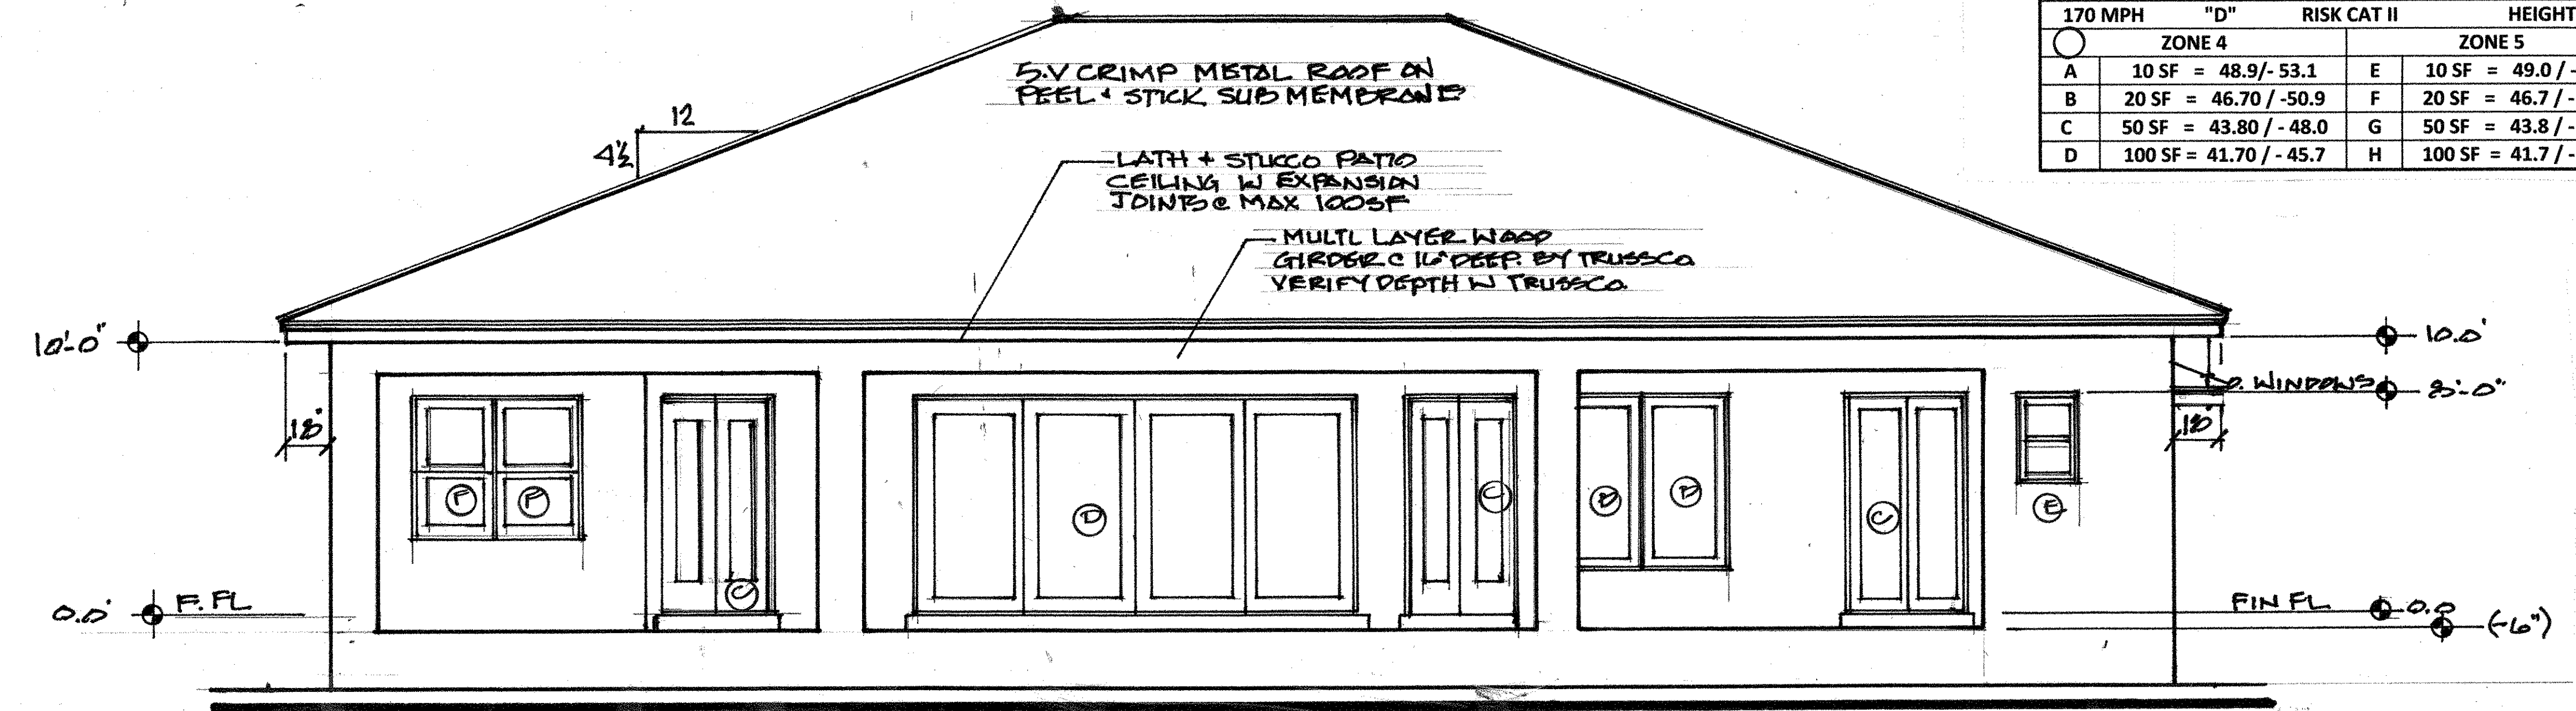 170 MPH "D" RISK CAT II HEIGHT
ZONE 4 ZONE 5
A 10 SF = 48.9/- 53.1 E 10 SF = 49.0 / -
B 20 SF = 46.70 / -50.9 F 20 SF = 46.7 / -
C 50 SF = 43.80 / - 48.0 G 50 SF = 43.8 / -
D 100 SF = 41.70 / - 45.7 H 100 SF = 41.7 / -
5.V CRIMP METAL ROOF ON
PEEL + STICK SUB MEMBRANE
12
4½
LATH + STUCCO PATIO
CEILING W EXPANSION
JOINTS @ MAX 100SF
MULTL LAYER WOOD
GIRDER @ 16" DEEP. BY TRUSSCO
VERIFY DEPTH W TRUSSCO.
10'-0"
10.0'
WINDOWS 8'-0"
18"
18"
F F
C
D
C
D D
C
E
0.0' F. FL
FIN FL 0.0
(-6")